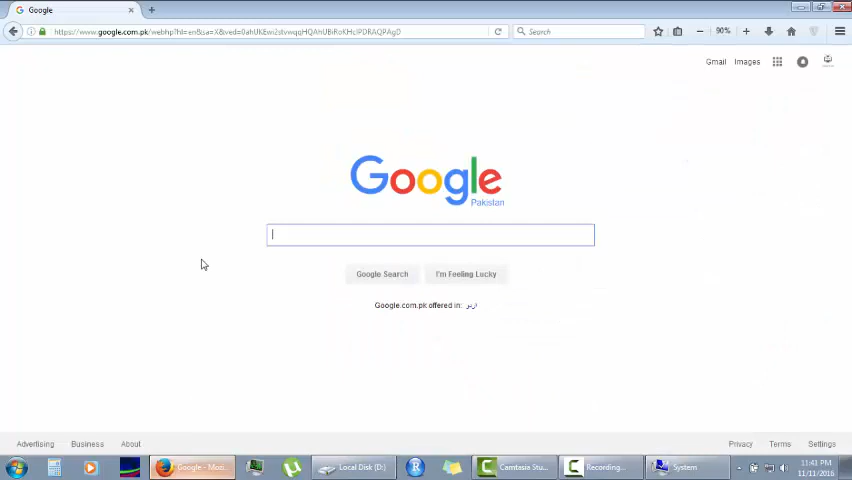 Google
https://www.google.com.pk/webhp?hl=en&sa=X&ved=0ahUKEwi2stvwqqHQAhUBiRoKHclPDRAQPAgD
Search
90%
Gmail Images
Google
Pakistan
Google Search I'm Feeling Lucky
Google.com.pk offered in: اردو
Advertising Business About
Privacy Terms Settings
Google - Mozi...
Local Disk (D:)
R
Camtasia Stu...
Recording...
System
11:41 PM
11/11/2016